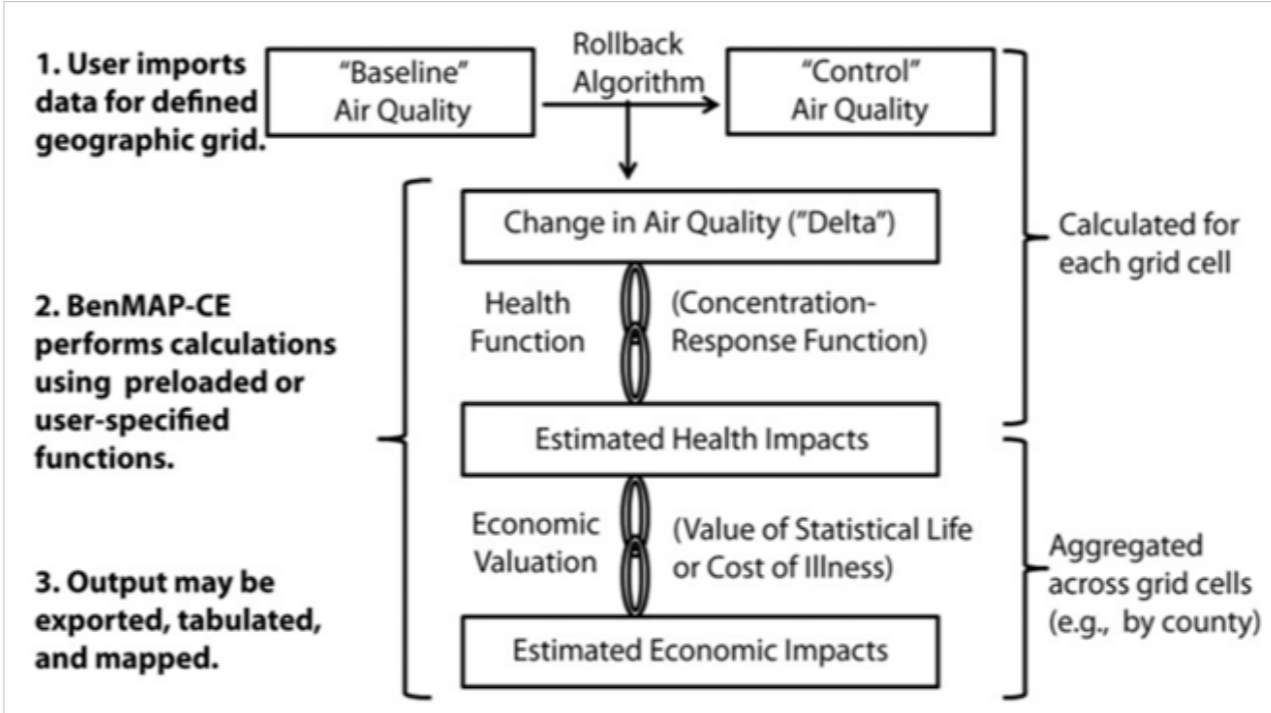 1. User imports
data for defined
geographic grid.
“Baseline”
Air Quality
Rollback
Algorithm
“Control”
Air Quality
Change in Air Quality (”Delta”)
Calculated for
each grid cell
2. BenMAP-CE
performs calculations
using preloaded or
user-specified
functions.
Health
Function
(Concentration-
Response Function)
Estimated Health Impacts
Economic
Valuation
(Value of Statistical Life
or Cost of Illness)
Aggregated
across grid cells
(e.g., by county)
3. Output may be
exported, tabulated,
and mapped.
Estimated Economic Impacts